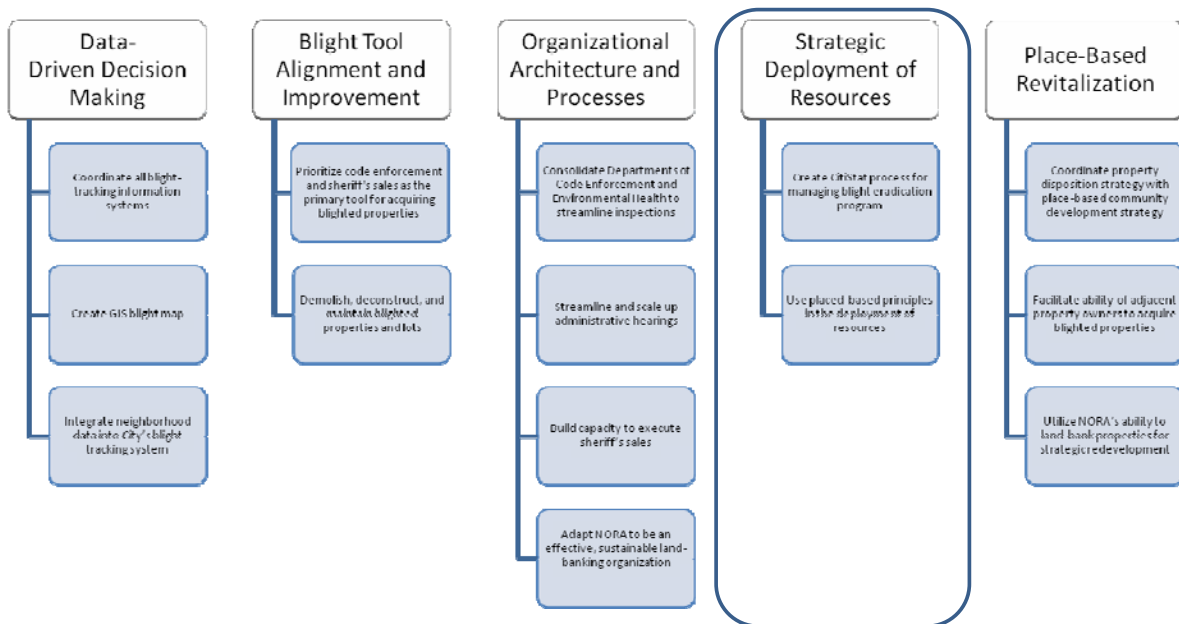 Data-
Driven Decision
Making
Coordinate all blight-
tracking information
systems
Create GIS blight map
Integrate neighborhood
data into City's blight
tracking system
Blight Tool
Alignment and
Improvement
Prioritize code enforcement
and sheriff's sales as the
primary tool for acquiring
blighted properties
Demolish, deconstruct, and
maintain blighted
properties and lots
Organizational
Architecture and
Processes
Consolidate Departments of
Code Enforcement and
Environmental Health to
streamline inspections
Streamline and scale up
administrative hearings
Build capacity to execute
sheriff's sales
Adapt NORA to be an
effective, sustainable land-
banking organization
Strategic
Deployment of
Resources
Create CitiStat process for
managing blight eradication
program
Use placed-based principles
in the deployment of
resources
Place-Based
Revitalization
Coordinate property
disposition strategy with
place-based community
development strategy
Facilitate ability of adjacent
property owners to acquire
blighted properties
Utilize NORA's ability to
land-bank properties for
strategic redevelopment